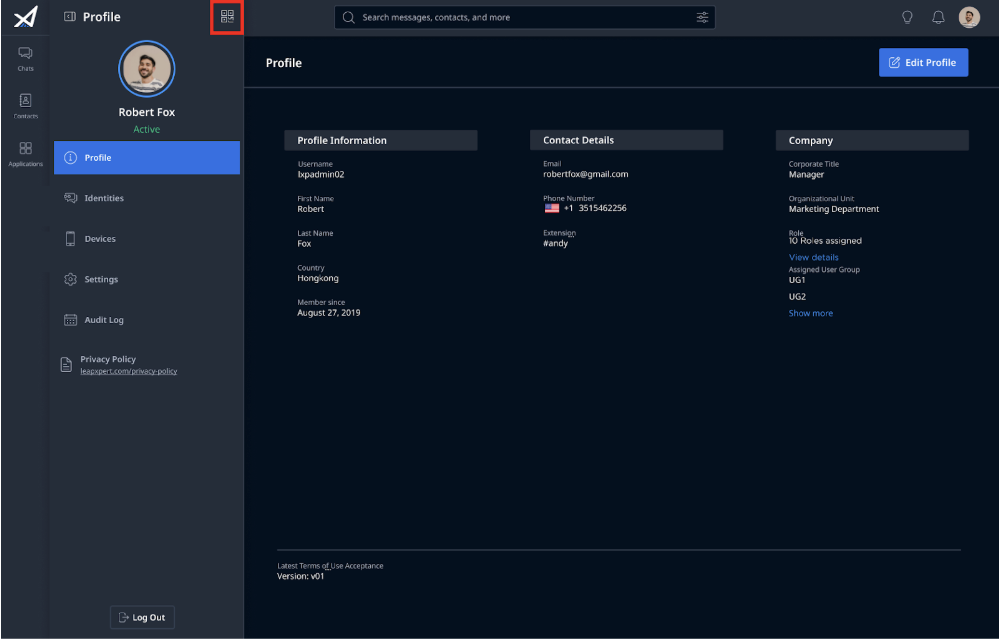 Profile
Search messages, contacts, and more
Chats
Contacts
Applications
Robert Fox
Active
Profile
Identities
Devices
Settings
Audit Log
Privacy Policy
leapxpert.com/privacy-policy
Log Out
Profile
Edit Profile
Profile Information
Username
lxpadmin02
First Name
Robert
Last Name
Fox
Country
Hongkong
Member since
August 27, 2019
Contact Details
Email
robertfox@gmail.com
Phone Number
+1 3515462256
Extension
#andy
Company
Corporate Title
Manager
Organizational Unit
Marketing Department
Role
10 Roles assigned
View details
Assigned User Group
UG1
UG2
Show more
Latest Terms of Use Acceptance
Version: v01